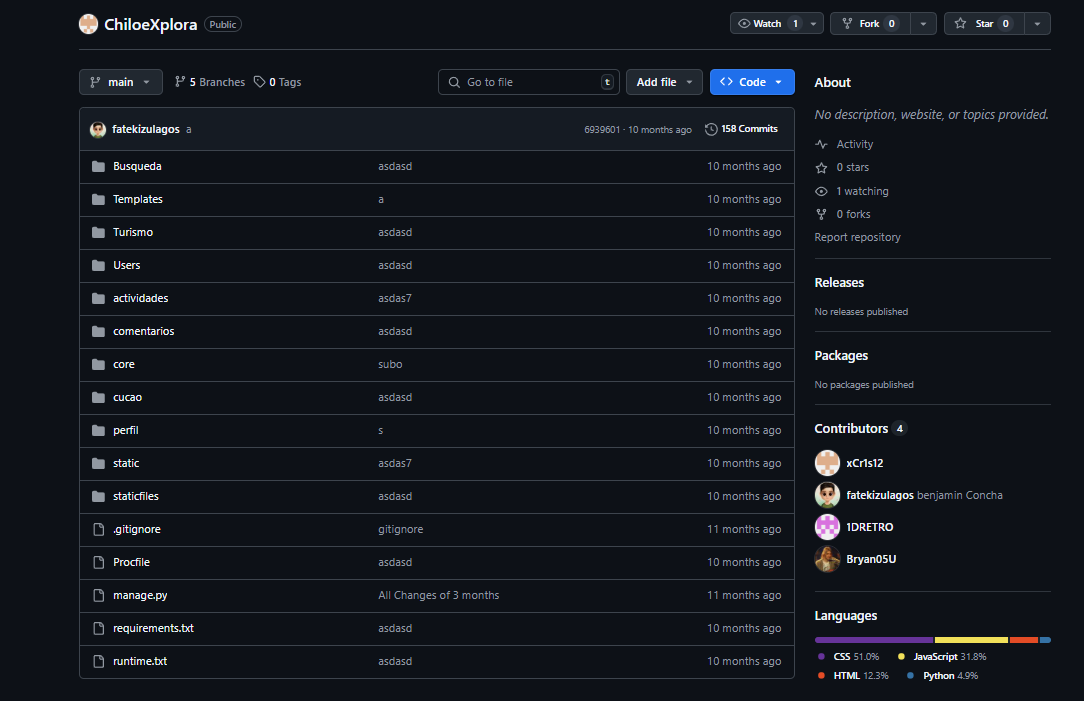 ChiloeXplora Public
Watch 1 Fork 0 Star 0
main 5 Branches 0 Tags Go to file t Add file Code
fatekizulagos a 6939601 · 10 months ago 158 Commits
Busqueda asdasd 10 months ago
Templates a 10 months ago
Turismo asdasd 10 months ago
Users asdasd 10 months ago
actividades asdas7 10 months ago
comentarios asdasd 10 months ago
core subo 10 months ago
cucao asdasd 10 months ago
perfil s 10 months ago
static asdas7 10 months ago
staticfiles asdasd 10 months ago
.gitignore gitignore 11 months ago
Procfile asdasd 10 months ago
manage.py All Changes of 3 months 11 months ago
requirements.txt asdasd 10 months ago
runtime.txt asdasd 10 months ago
About
No description, website, or topics provided.
Activity
0 stars
1 watching
0 forks
Report repository
Releases
No releases published
Packages
No packages published
Contributors 4
xCr1s12
fatekizulagos benjamin Concha
1DRETRO
Bryan05U
Languages
CSS 51.0% JavaScript 31.8%
HTML 12.3% Python 4.9%